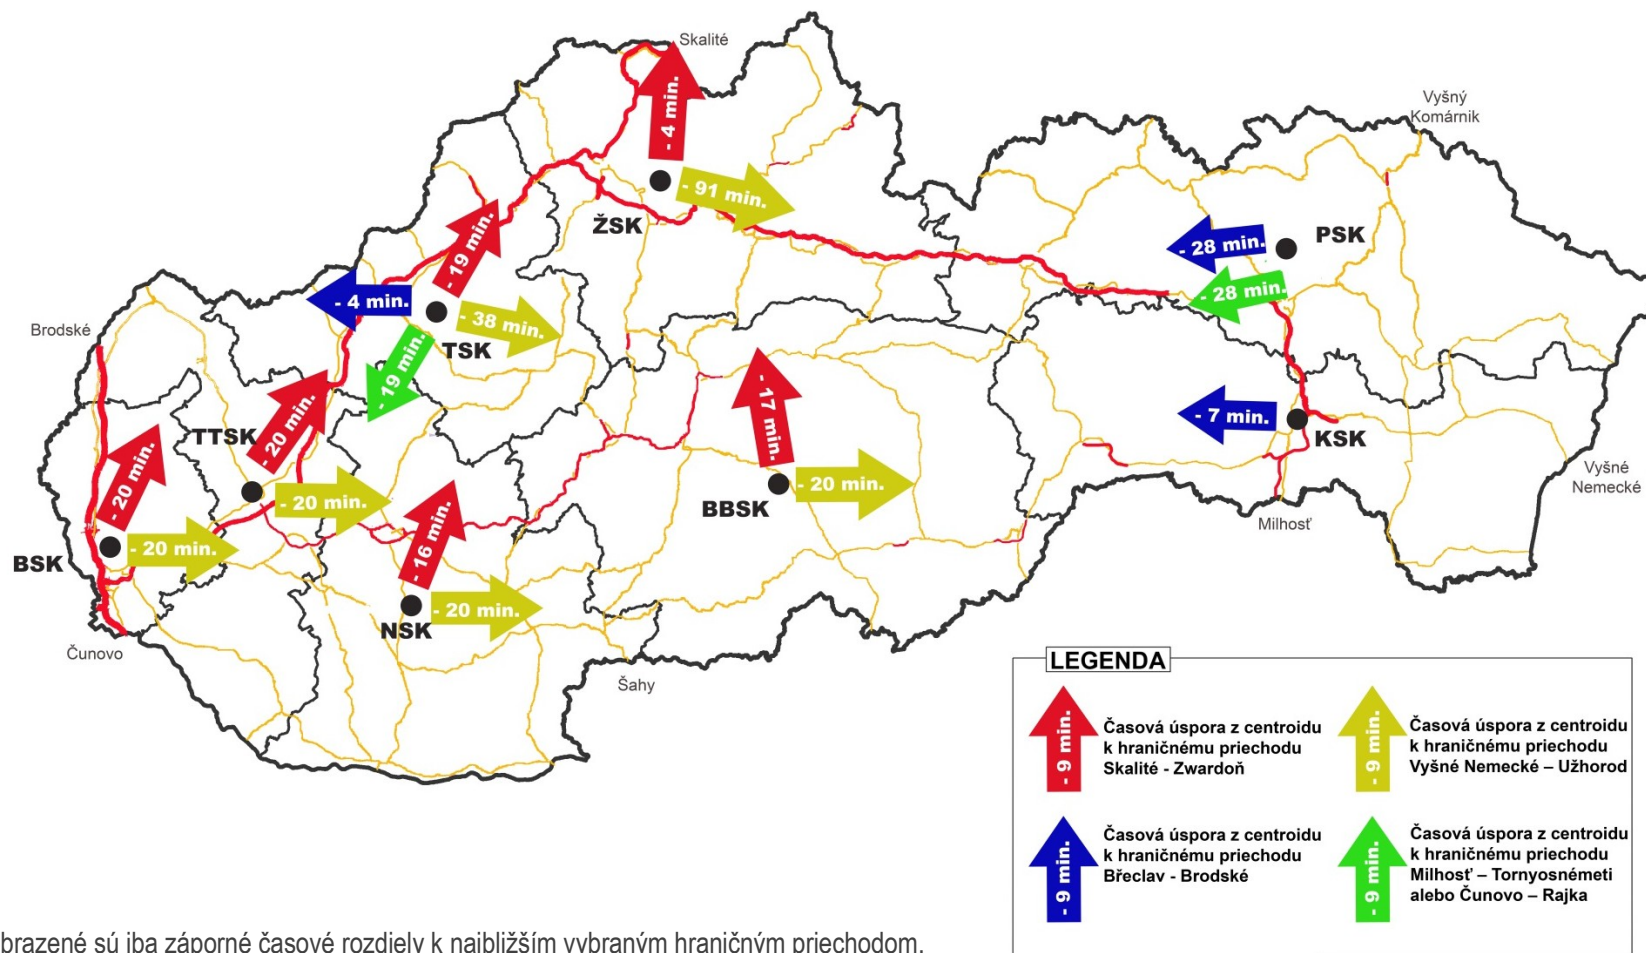 Skalité
Vyšný
Komárnik
- 4 min.
- 91 min.
ŽSK
- 19 min.
- 28 min.
PSK
- 28 min.
- 4 min.
- 38 min.
TSK
Brodské
- 19 min.
- 17 min.
- 7 min.
KSK
TTSK
- 20 min.
- 20 min.
- 20 min.
Vyšné
Nemecké
BBSK
- 20 min.
Milhosť
BSK
- 20 min.
- 16 min.
- 20 min.
NSK
Čunovo
Šahy
LEGENDA
- 9 min.
Časová úspora z centroidu
k hraničnému priechodu
Skalité - Zwardoň
- 9 min.
Časová úspora z centroidu
k hraničnému priechodu
Vyšné Nemecké – Užhorod
- 9 min.
Časová úspora z centroidu
k hraničnému priechodu
Břeclav - Brodské
- 9 min.
Časová úspora z centroidu
k hraničnému priechodu
Milhosť – Tornyosnémeti
alebo Čunovo – Rajka
brazené sú iba záporné časové rozdiely k najbližším vybraným hraničným priechodom.